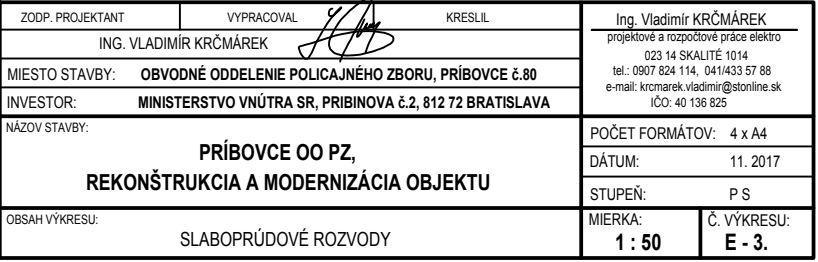 ZODP. PROJEKTANT VYPRACOVAL KRESLIL
ING. VLADIMÍR KRČMÁREK
MIESTO STAVBY: OBVODNÉ ODDELENIE POLICAJNÉHO ZBORU, PRÍBOVCE č.80
INVESTOR: MINISTERSTVO VNÚTRA SR, PRIBINOVA č.2, 812 72 BRATISLAVA
Ing. Vladimír KRČMÁREK
projektové a rozpočtové práce elektro
023 14 SKALITÉ 1014
tel.: 0907 824 114, 041/433 57 88
e-mail: krcmarek.vladimir@stonline.sk
IČO: 40 136 825
NÁZOV STAVBY:
PRÍBOVCE OO PZ,
REKONŠTRUKCIA A MODERNIZÁCIA OBJEKTU
POČET FORMÁTOV: 4 x A4
DÁTUM: 11. 2017
STUPEŇ: P S
OBSAH VÝKRESU:
SLABOPRÚDOVÉ ROZVODY
MIERKA:
1 : 50
Č. VÝKRESU:
E - 3.